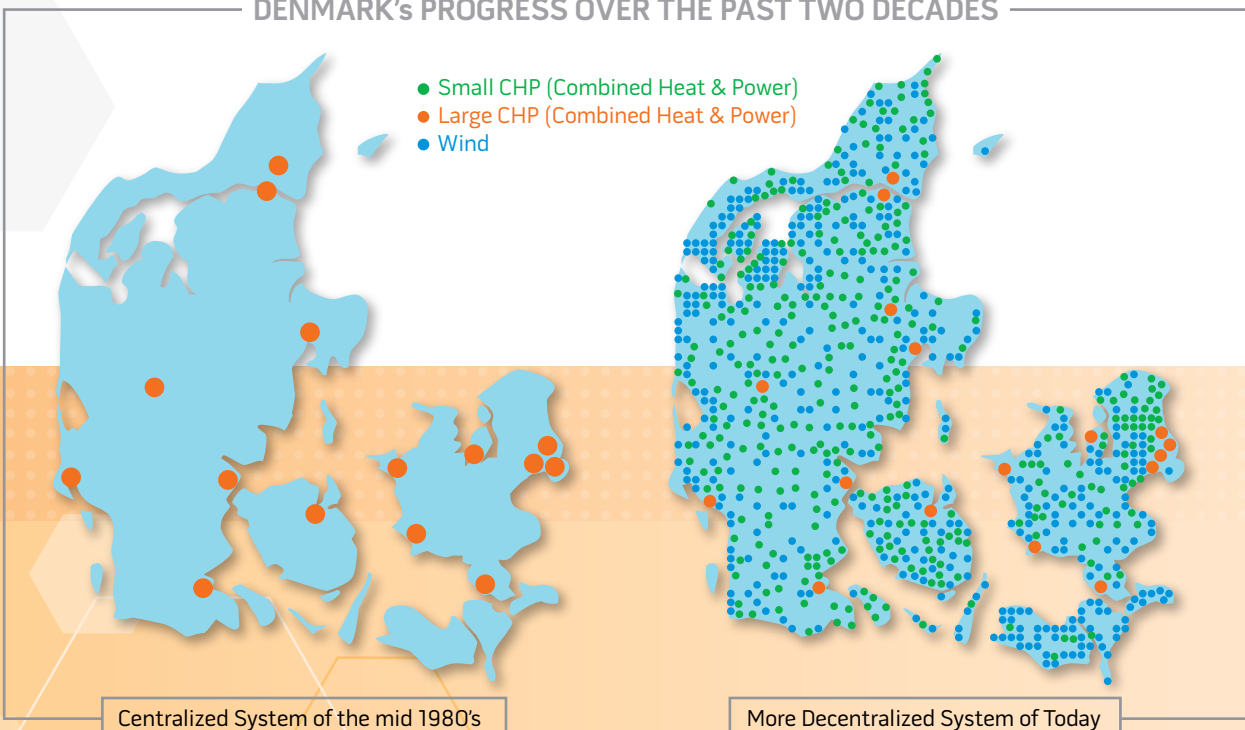 DENMARK's PROGRESS OVER THE PAST TWO DECADES
Small CHP (Combined Heat & Power)
Large CHP (Combined Heat & Power)
Wind
Centralized System of the mid 1980's
More Decentralized System of Today